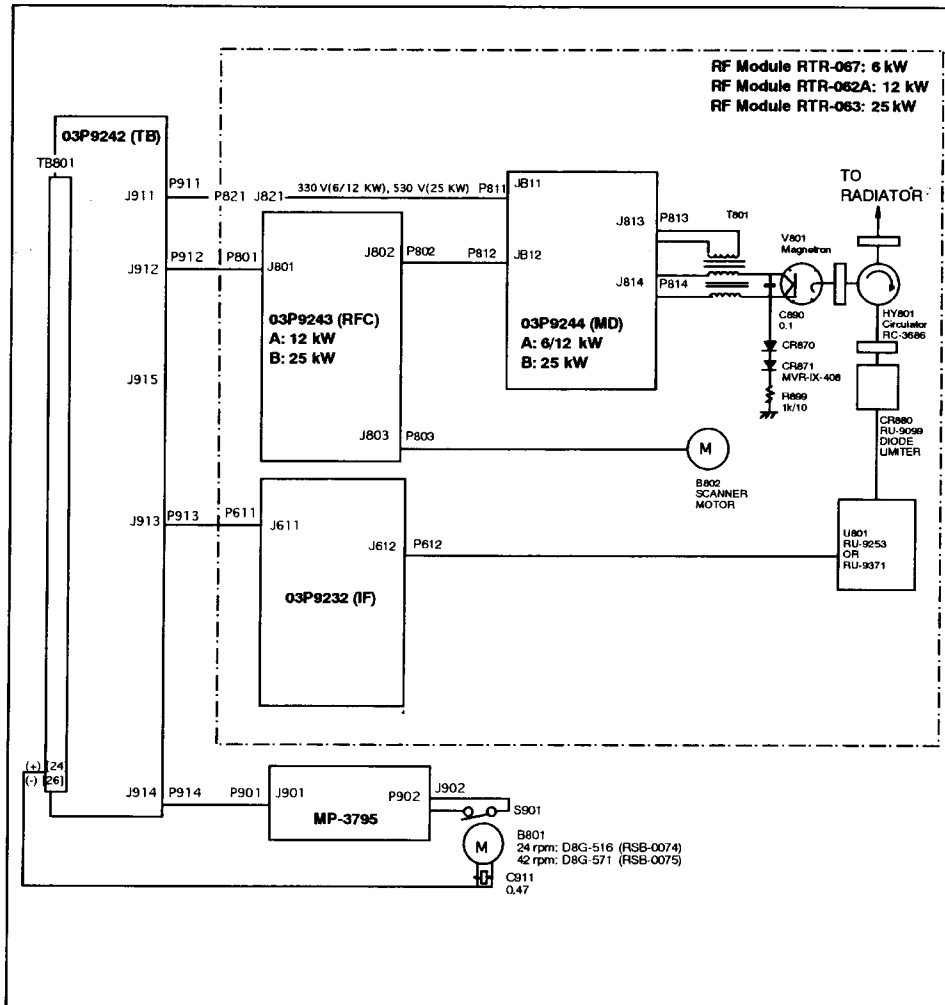 RF Module RTR-067: 6 kW
RF Module RTR-062A: 12 kW
RF Module RTR-063: 25 kW
03P9242 (TB)
TB801
J911
P911
P821
J821
330 V(6/12 KW), 530 V(25 KW)
P811
JB11
TO
RADIATOR
J813
P813
T801
V801
Magnetron
J912
P912
P801
J801
J802
P802
P812
JB12
J814
P814
03P9243 (RFC)
A: 12 kW
B: 25 kW
03P9244 (MD)
A: 6/12 kW
B: 25 kW
C890
0.1
HY801
Circulator
RC-3686
CR870
CR871
MVR-IX-408
R899
1k/10
J915
CR880
RU-9099
DIODE
LIMITER
J803
P803
M
B802
SCANNER
MOTOR
J913
P913
P611
J611
J612
P612
U801
RU-9253
OR
RU-9371
03P9232 (IF)
(+) [24]
(-) [26]
J914
P914
P901
J901
P902
J902
S901
MP-3795
M
B801
24 rpm: D8G-516 (RSB-0074)
42 rpm: D8G-571 (RSB-0075)
C911
0.47